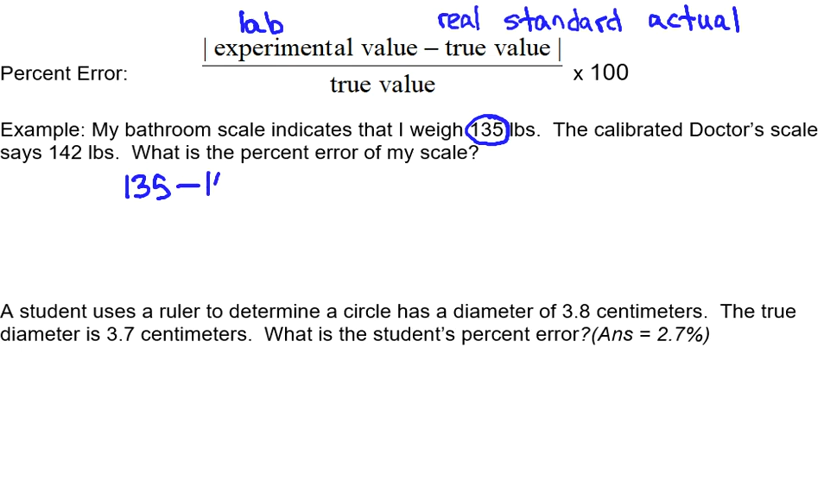 lab real standard actual
| experimental value – true value |
Percent Error: x 100
true value
Example: My bathroom scale indicates that I weigh 135 lbs. The calibrated Doctor's scale
says 142 lbs. What is the percent error of my scale?
135 –
A student uses a ruler to determine a circle has a diameter of 3.8 centimeters. The true
diameter is 3.7 centimeters. What is the student's percent error?(Ans = 2.7%)